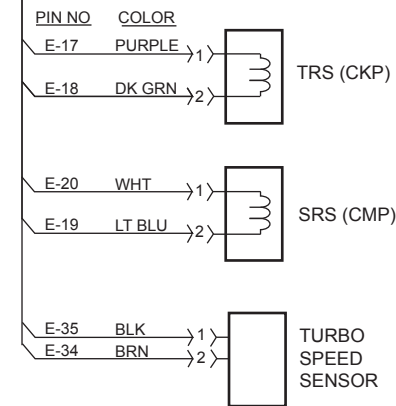 PIN NO COLOR
E-17 PURPLE 1
TRS (CKP)
E-18 DK GRN 2
E-20 WHT 1
SRS (CMP)
E-19 LT BLU 2
E-35 BLK 1 TURBO
E-34 BRN 2 SPEED
SENSOR